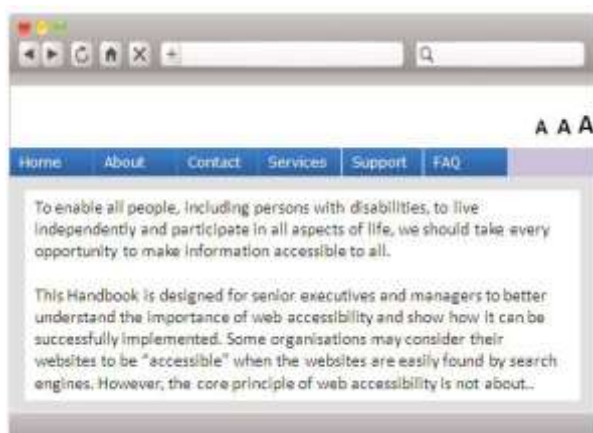 A A A
Home About Contact Services Support FAQ
To enable all people, including persons with disabilities, to live
independently and participate in all aspects of life, we should take every
opportunity to make information accessible to all.
This Handbook is designed for senior executives and managers to better
understand the importance of web accessibility and show how it can be
successfully implemented. Some organisations may consider their
websites to be “accessible” when the websites are easily found by search
engines. However, the core principle of web accessibility is not about..